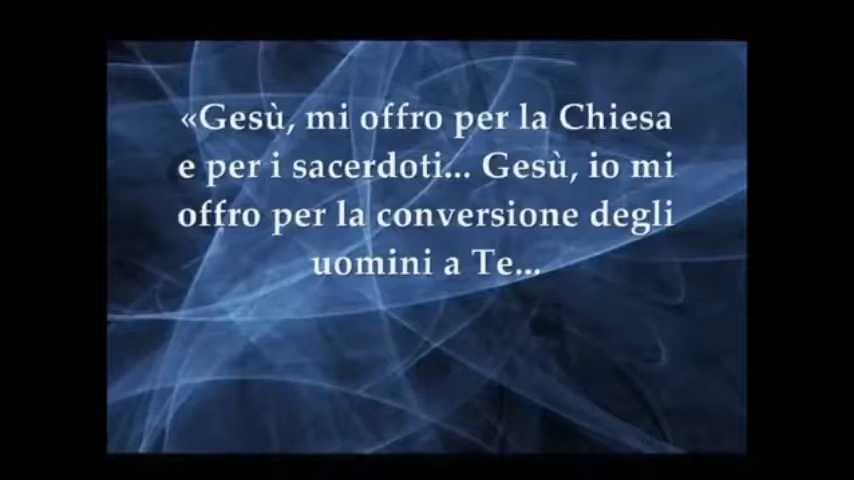 «Gesù, mi offro per la Chiesa
e per i sacerdoti... Gesù, io mi
offro per la conversione degli
uomini a Te...